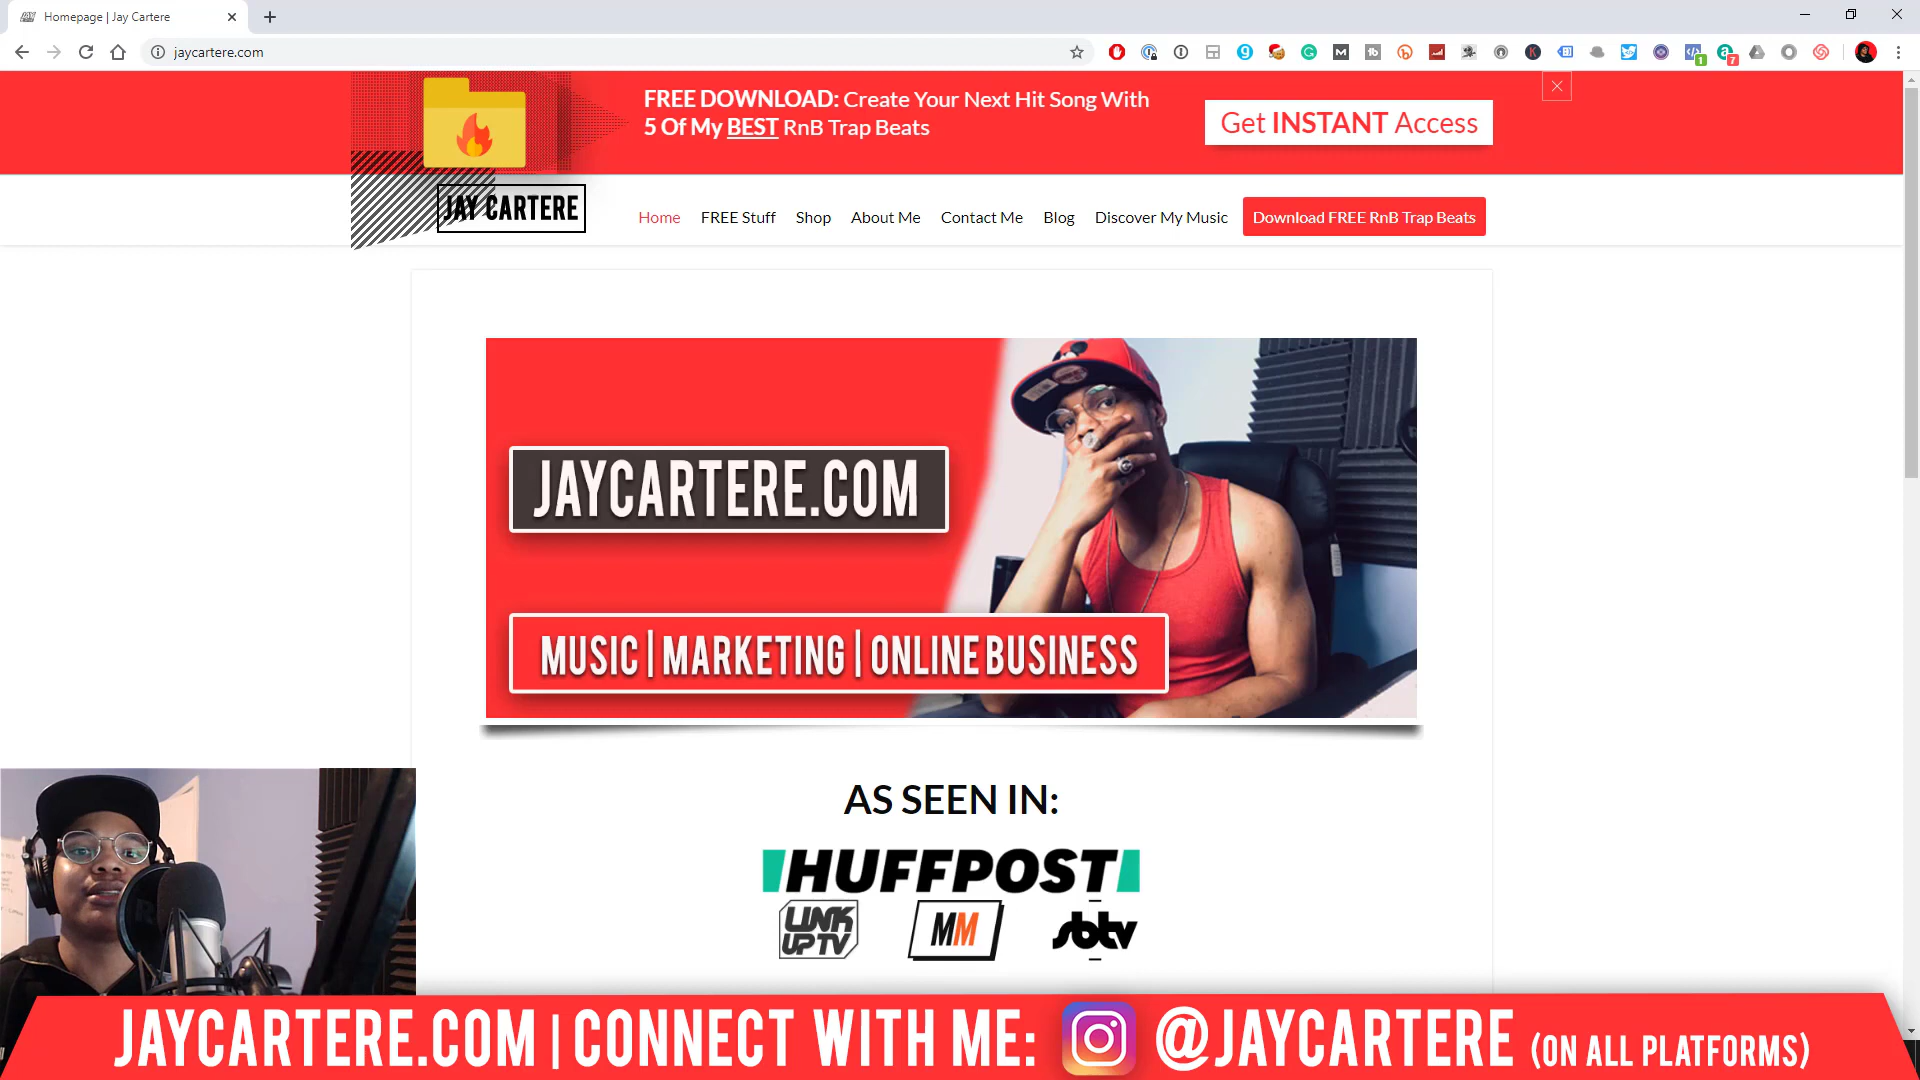 Homepage | Jay Cartere
jaycartere.com
FREE DOWNLOAD: Create Your Next Hit Song With
5 Of My BEST RnB Trap Beats
Get INSTANT Access
JAY CARTERE
Home FREE Stuff Shop About Me Contact Me Blog Discover My Music Download FREE RnB Trap Beats
JAYCARTERE.COM
MUSIC | MARKETING | ONLINE BUSINESS
AS SEEN IN:
HUFFPOST
LINK
UP TV
MM
sbtv
JAYCARTERE.COM | CONNECT WITH ME: @JAYCARTERE (ON ALL PLATFORMS)